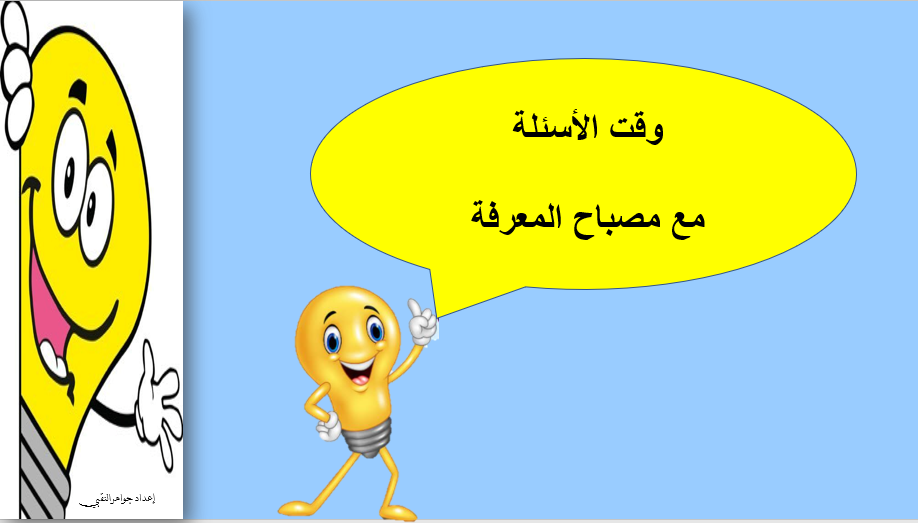 وقت الأسئلة
مع مصباح المعرفة
إعداد جواهر النقبي